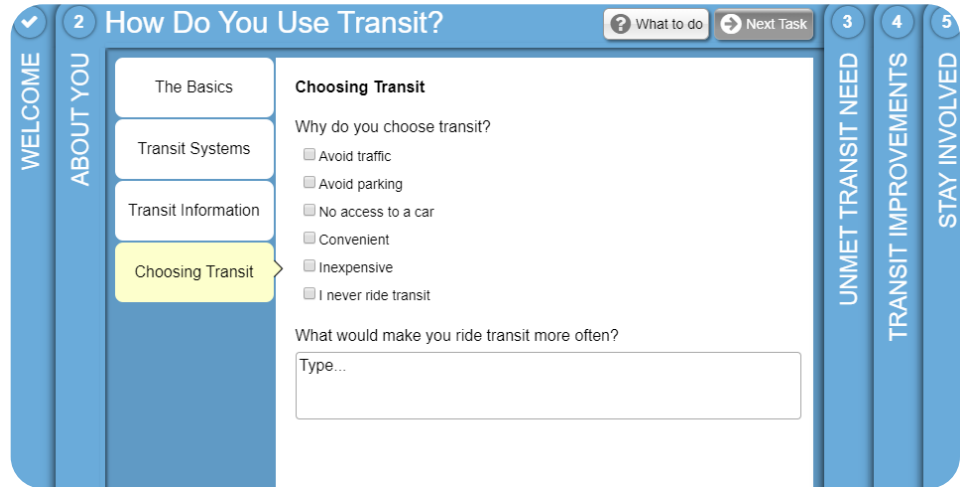 WELCOME
2
ABOUT YOU
How Do You Use Transit?
? What to do
Next Task
The Basics
Transit Systems
Transit Information
Choosing Transit
Choosing Transit
Why do you choose transit?
Avoid traffic
Avoid parking
No access to a car
Convenient
Inexpensive
I never ride transit
What would make you ride transit more often?
Type...
3
UNMET TRANSIT NEED
4
TRANSIT IMPROVEMENTS
5
STAY INVOLVED